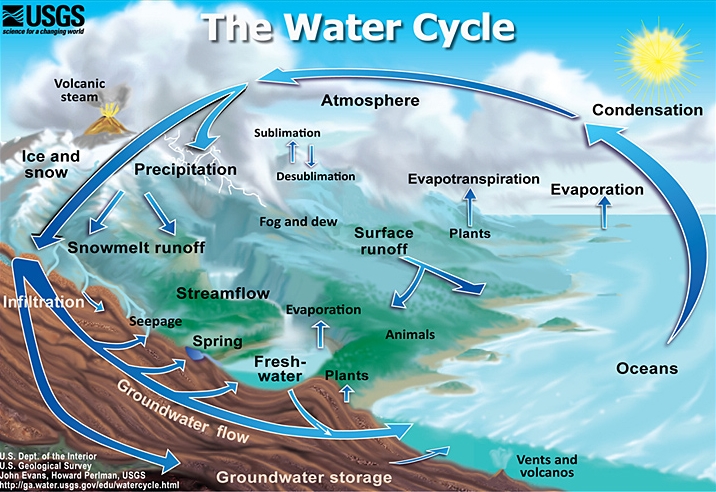 USGS
science for a changing world
The Water Cycle
Volcanic
steam
Atmosphere
Condensation
Sublimation
Ice and
snow
Precipitation
Desublimation
Evapotranspiration
Evaporation
Fog and dew
Surface
runoff
Plants
Snowmelt runoff
Infiltration
Streamflow
Seepage
Evaporation
Spring
Animals
Fresh-
water
Plants
Oceans
Groundwater flow
Vents and
volcanos
Groundwater storage
U.S. Dept. of the Interior
U.S. Geological Survey
John Evans, Howard Perlman, USGS
http://ga.water.usgs.gov/edu/watercycle.html